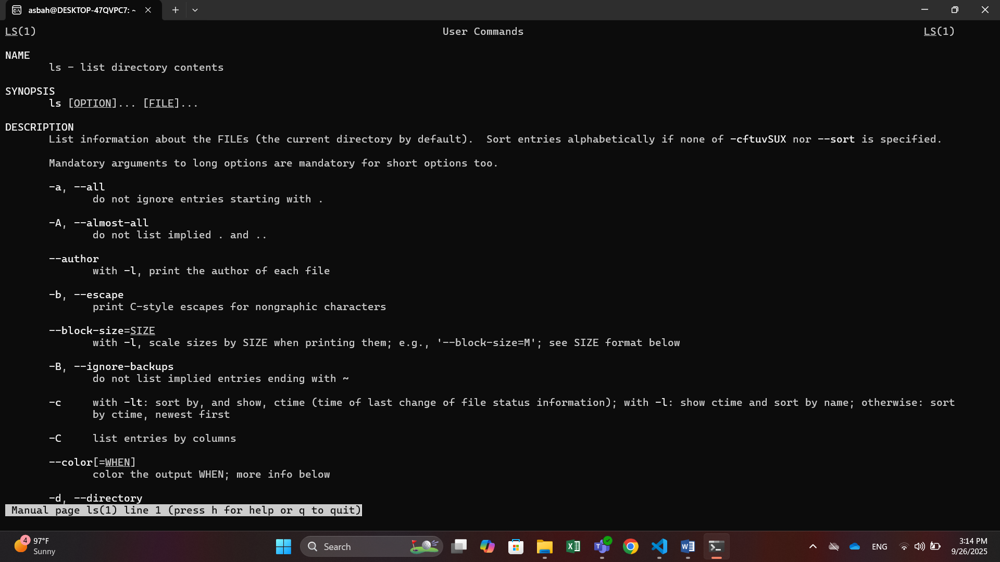 asbah@DESKTOP-47QVPC7: ~
LS(1) User Commands LS(1)
NAME
ls - list directory contents
SYNOPSIS
ls [OPTION]... [FILE]...
DESCRIPTION
List information about the FILEs (the current directory by default).  Sort entries alphabetically if none of -cftuvSUX nor --sort is specified.
Mandatory arguments to long options are mandatory for short options too.
-a, --all
do not ignore entries starting with .
-A, --almost-all
do not list implied . and ..
--author
with -l, print the author of each file
-b, --escape
print C-style escapes for nongraphic characters
--block-size=SIZE
with -l, scale sizes by SIZE when printing them; e.g., '--block-size=M'; see SIZE format below
-B, --ignore-backups
do not list implied entries ending with ~
-c with -lt: sort by, and show, ctime (time of last change of file status information); with -l: show ctime and sort by name; otherwise: sort
by ctime, newest first
-C list entries by columns
--color[=WHEN]
color the output WHEN; more info below
-d, --directory
Manual page ls(1) line 1 (press h for help or q to quit)
4
97°F
Sunny
Search
ENG
3:14 PM
9/26/2025